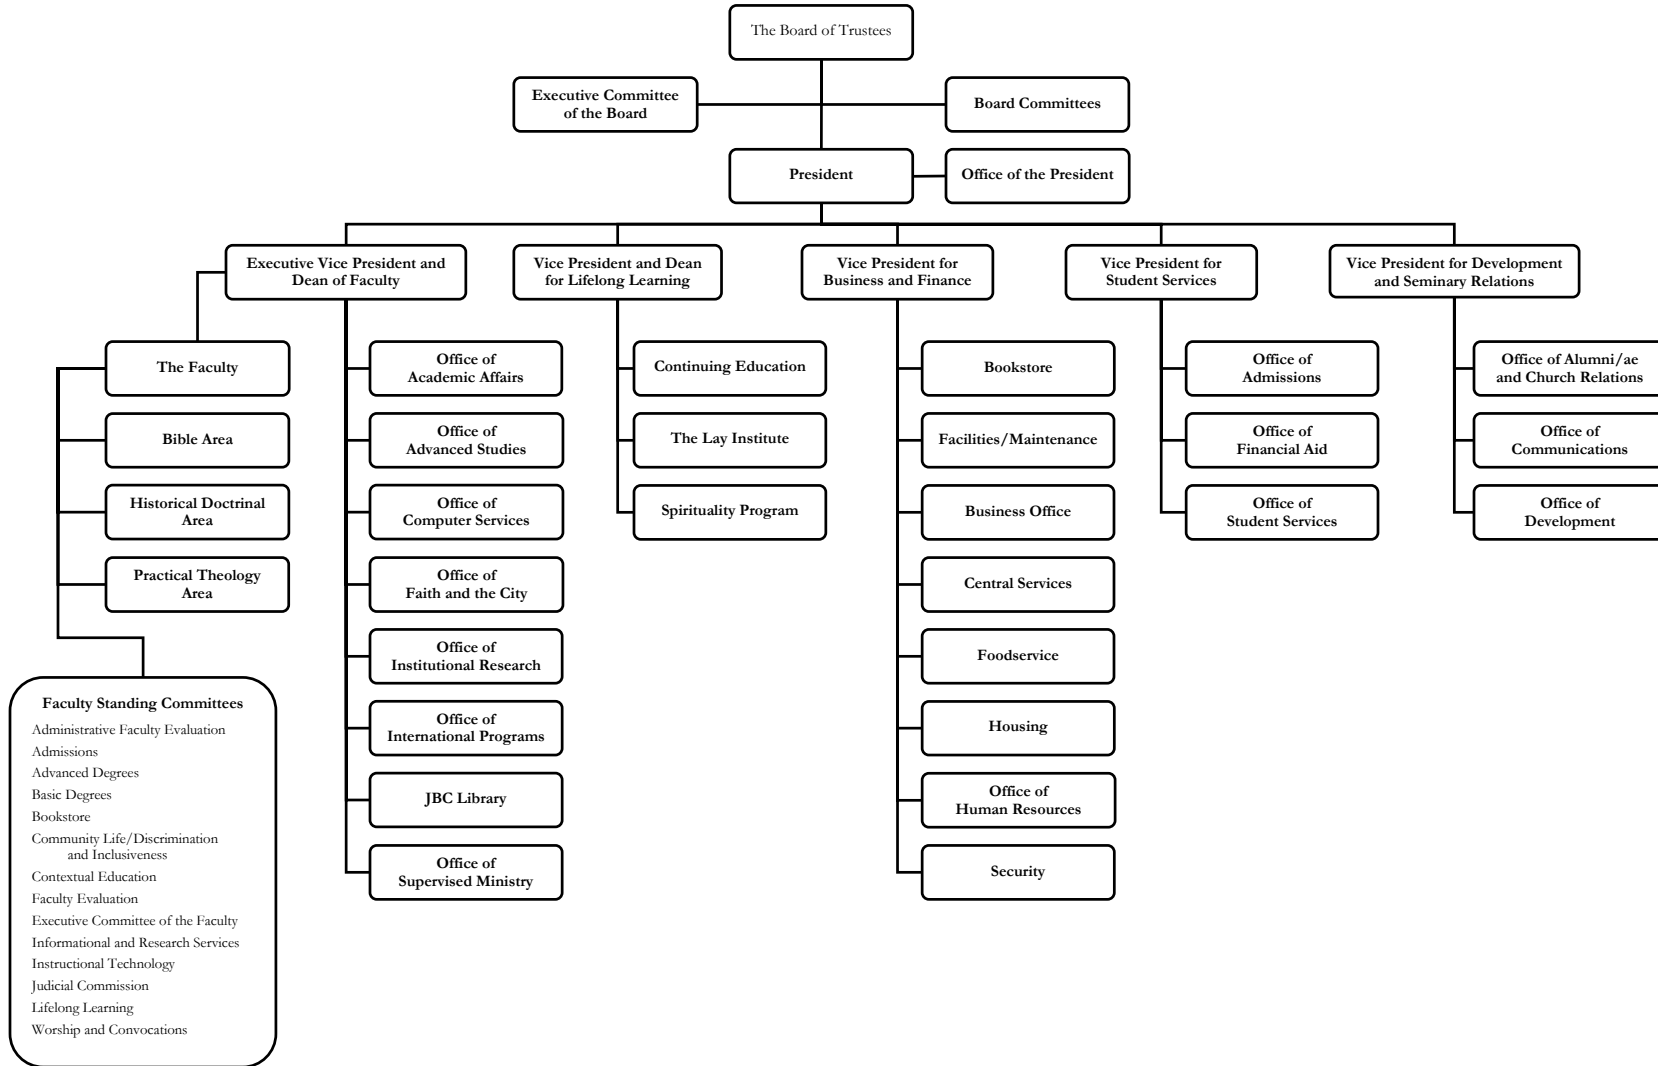 The Board of Trustees
Executive Committee
of the Board
Board Committees
President
Office of the President
Executive Vice President and
Dean of Faculty
Vice President and Dean
for Lifelong Learning
Vice President for
Business and Finance
Vice President for
Student Services
Vice President for Development
and Seminary Relations
The Faculty
Bible Area
Historical Doctrinal
Area
Practical Theology
Area
Faculty Standing Committees
Administrative Faculty Evaluation
Admissions
Advanced Degrees
Basic Degrees
Bookstore
Community Life/Discrimination
and Inclusiveness
Contextual Education
Faculty Evaluation
Executive Committee of the Faculty
Informational and Research Services
Instructional Technology
Judicial Commission
Lifelong Learning
Worship and Convocations
Office of
Academic Affairs
Office of
Advanced Studies
Office of
Computer Services
Office of
Faith and the City
Office of
Institutional Research
Office of
International Programs
JBC Library
Office of
Supervised Ministry
Continuing Education
The Lay Institute
Spirituality Program
Bookstore
Facilities/Maintenance
Business Office
Central Services
Foodservice
Housing
Office of
Human Resources
Security
Office of
Admissions
Office of
Financial Aid
Office of
Student Services
Office of Alumni/ae
and Church Relations
Office of
Communications
Office of
Development